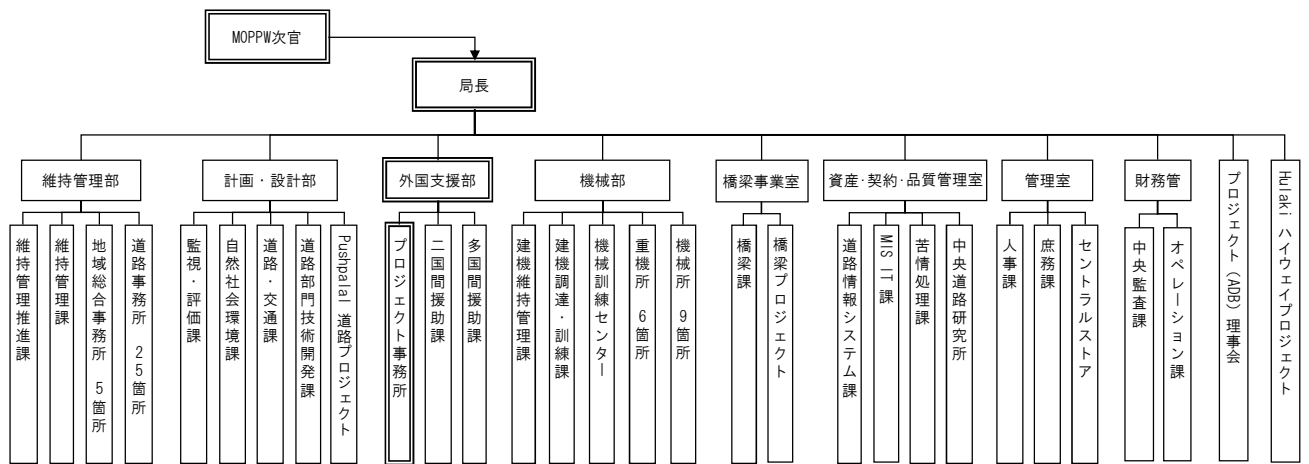 MOPPW次官
局長
維持管理部
計画・設計部
外国支援部
機械部
橋梁事業室
資産・契約・品質管理室
管理室
財務管
維持管理推進課
維持管理課
地域総合事務所 5箇所
道路事務所 25箇所
監視・評価課
自然社会環境課
道路・交通課
道路部門技術開発課
Pushpalal 道路プロジェクト
プロジェクト事務所
二国間援助課
多国間援助課
建機維持管理課
建機調達・訓練課
機械訓練センター
重機所 6箇所
機械所 9箇所
橋梁課
橋梁プロジェクト
道路情報システム課
MIS IT 課
苦情処理課
中央道路研究所
人事課
庶務課
セントラルストア
中央監査課
オペレーション課
プロジェクト(ADB)理事会
Hulaki ハイウェイプロジェクト